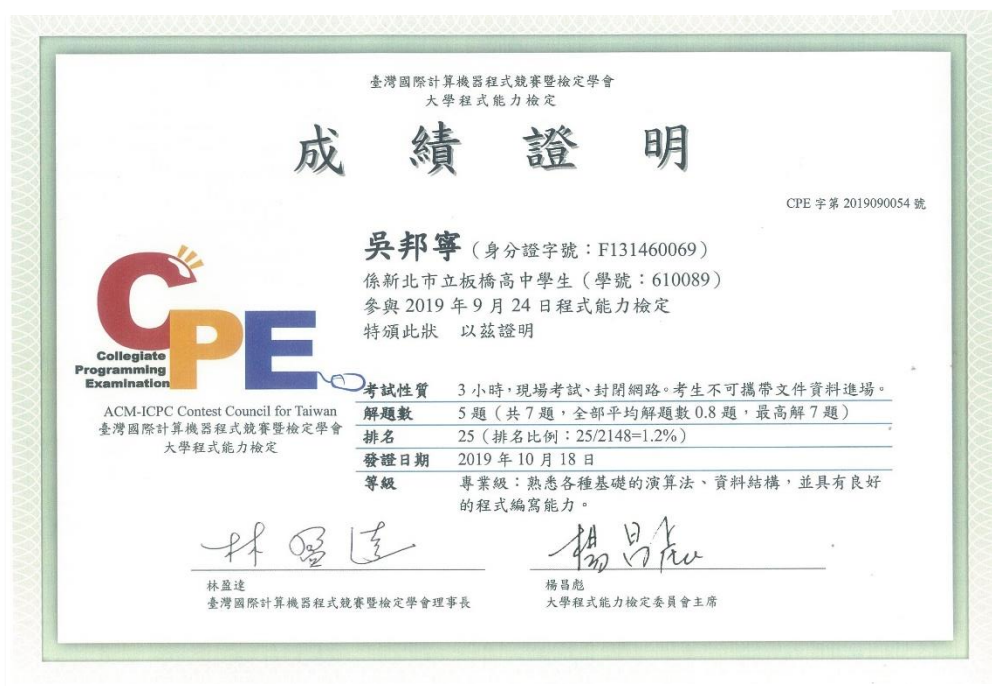 臺灣國際計算機器程式競賽暨檢定學會
大學程式能力檢定
成績證明
CPE 字第 2019090054 號
吳邦寧（身分證字號：F131460069）
係新北市立板橋高中學生（學號：610089）
參與 2019 年 9 月 24 日程式能力檢定
特頒此狀 以茲證明
CPE
Collegiate
Programming
Examination
ACM-ICPC Contest Council for Taiwan
臺灣國際計算機器程式競賽暨檢定學會
大學程式能力檢定
考試性質 3 小時，現場考試、封閉網路。考生不可攜帶文件資料進場。
解題數 5 題（共 7 題，全部平均解題數 0.8 題，最高解 7 題）
排名 25（排名比例：25/2148=1.2%）
發證日期 2019 年 10 月 18 日
等級 專業級：熟悉各種基礎的演算法、資料結構，並具有良好
的程式編寫能力。
林盈達
楊昌彪
林盈達
臺灣國際計算機器程式競賽暨檢定學會理事長
楊昌彪
大學程式能力檢定委員會主席